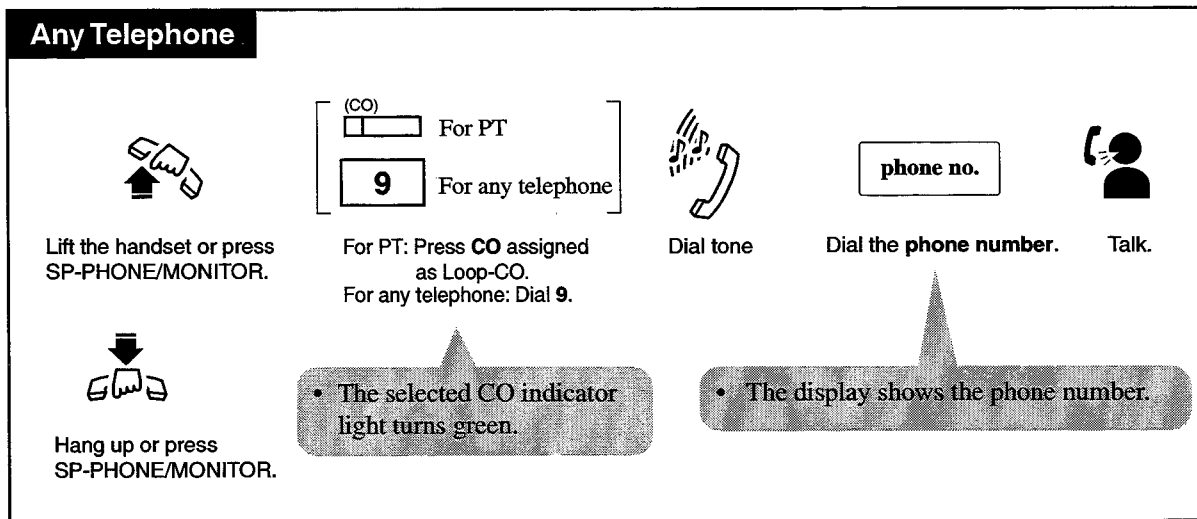 Any Telephone
(CO)
For PT
9
For any telephone
phone no.
Lift the handset or press
SP-PHONE/MONITOR.
For PT: Press CO assigned
as Loop-CO.
For any telephone: Dial 9.
Dial tone
Dial the phone number.
Talk.
• The selected CO indicator
light turns green.
• The display shows the phone number.
Hang up or press
SP-PHONE/MONITOR.